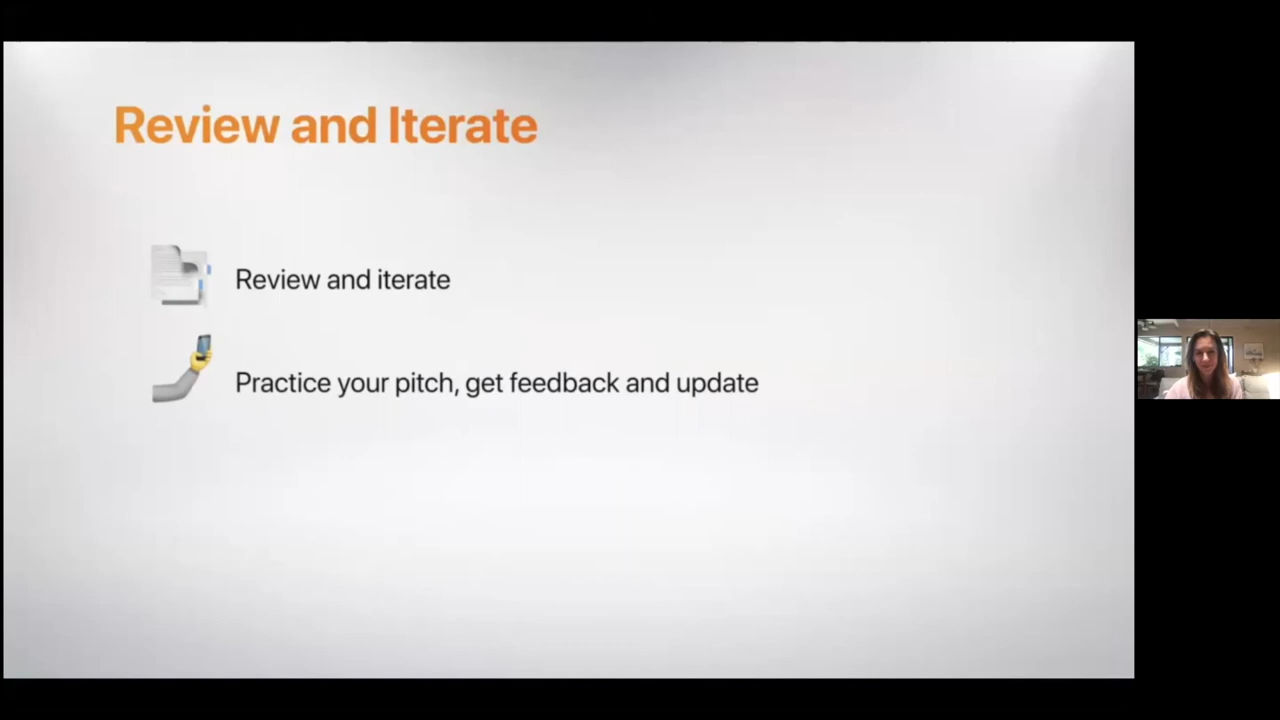 Review and Iterate
Review and iterate
Practice your pitch, get feedback and update